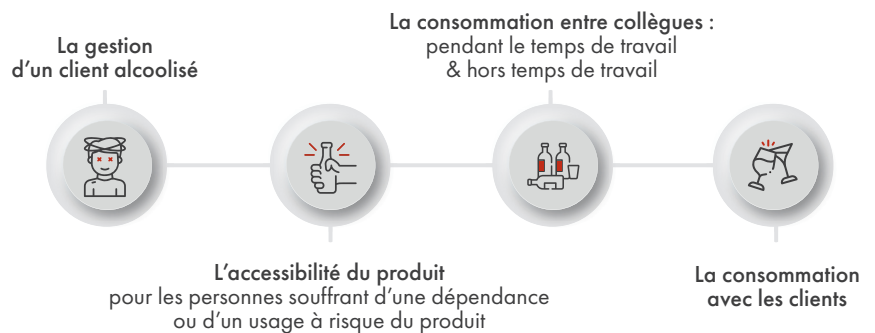 La gestion
d'un client alcoolisé
L'accessibilité du produit
pour les personnes souffrant d'une dépendance
ou d'un usage à risque du produit
La consommation entre collègues :
pendant le temps de travail
& hors temps de travail
La consommation
avec les clients